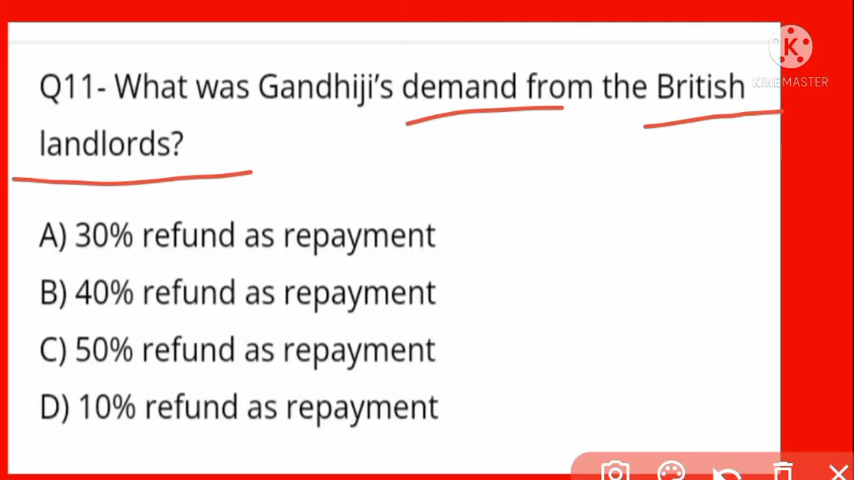 K
KINEMASTER
Q11- What was Gandhiji's demand from the British
landlords?
A) 30% refund as repayment
B) 40% refund as repayment
C) 50% refund as repayment
D) 10% refund as repayment